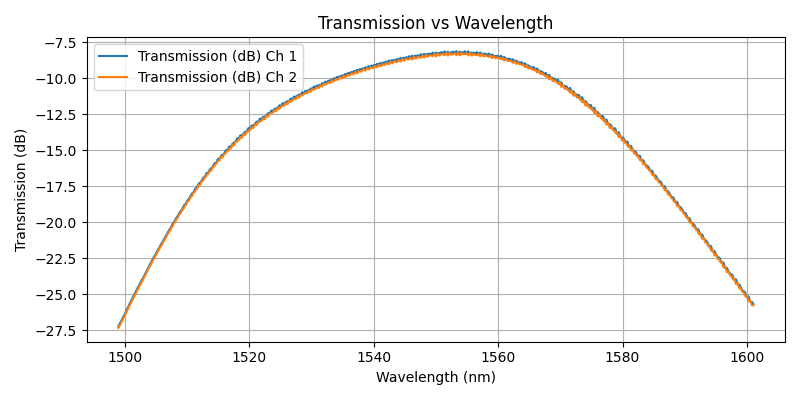 Transmission vs Wavelength
Transmission (dB) Ch 1
Transmission (dB) Ch 2
Transmission (dB)
−7.5
−10.0
−12.5
−15.0
−17.5
−20.0
−22.5
−25.0
−27.5
1500 1520 1540 1560 1580 1600
Wavelength (nm)